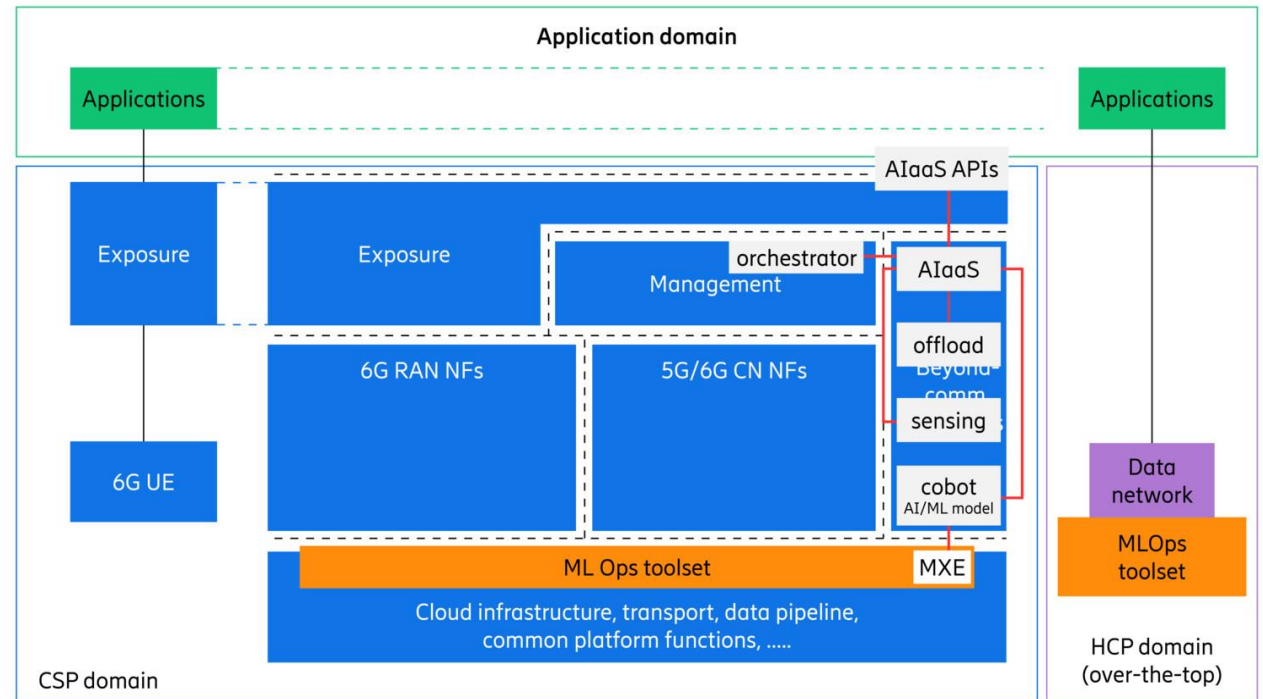 Application domain
Applications
Applications
AIaaS APIs
Exposure
Exposure
orchestrator
Management
AIaaS
offload
Beyond-
comm
sensing
6G RAN NFs
5G/6G CN NFs
cobot
AI/ML model
6G UE
Data
network
ML Ops toolset
MXE
MLOps
toolset
Cloud infrastructure, transport, data pipeline,
common platform functions, .....
HCP domain
(over-the-top)
CSP domain